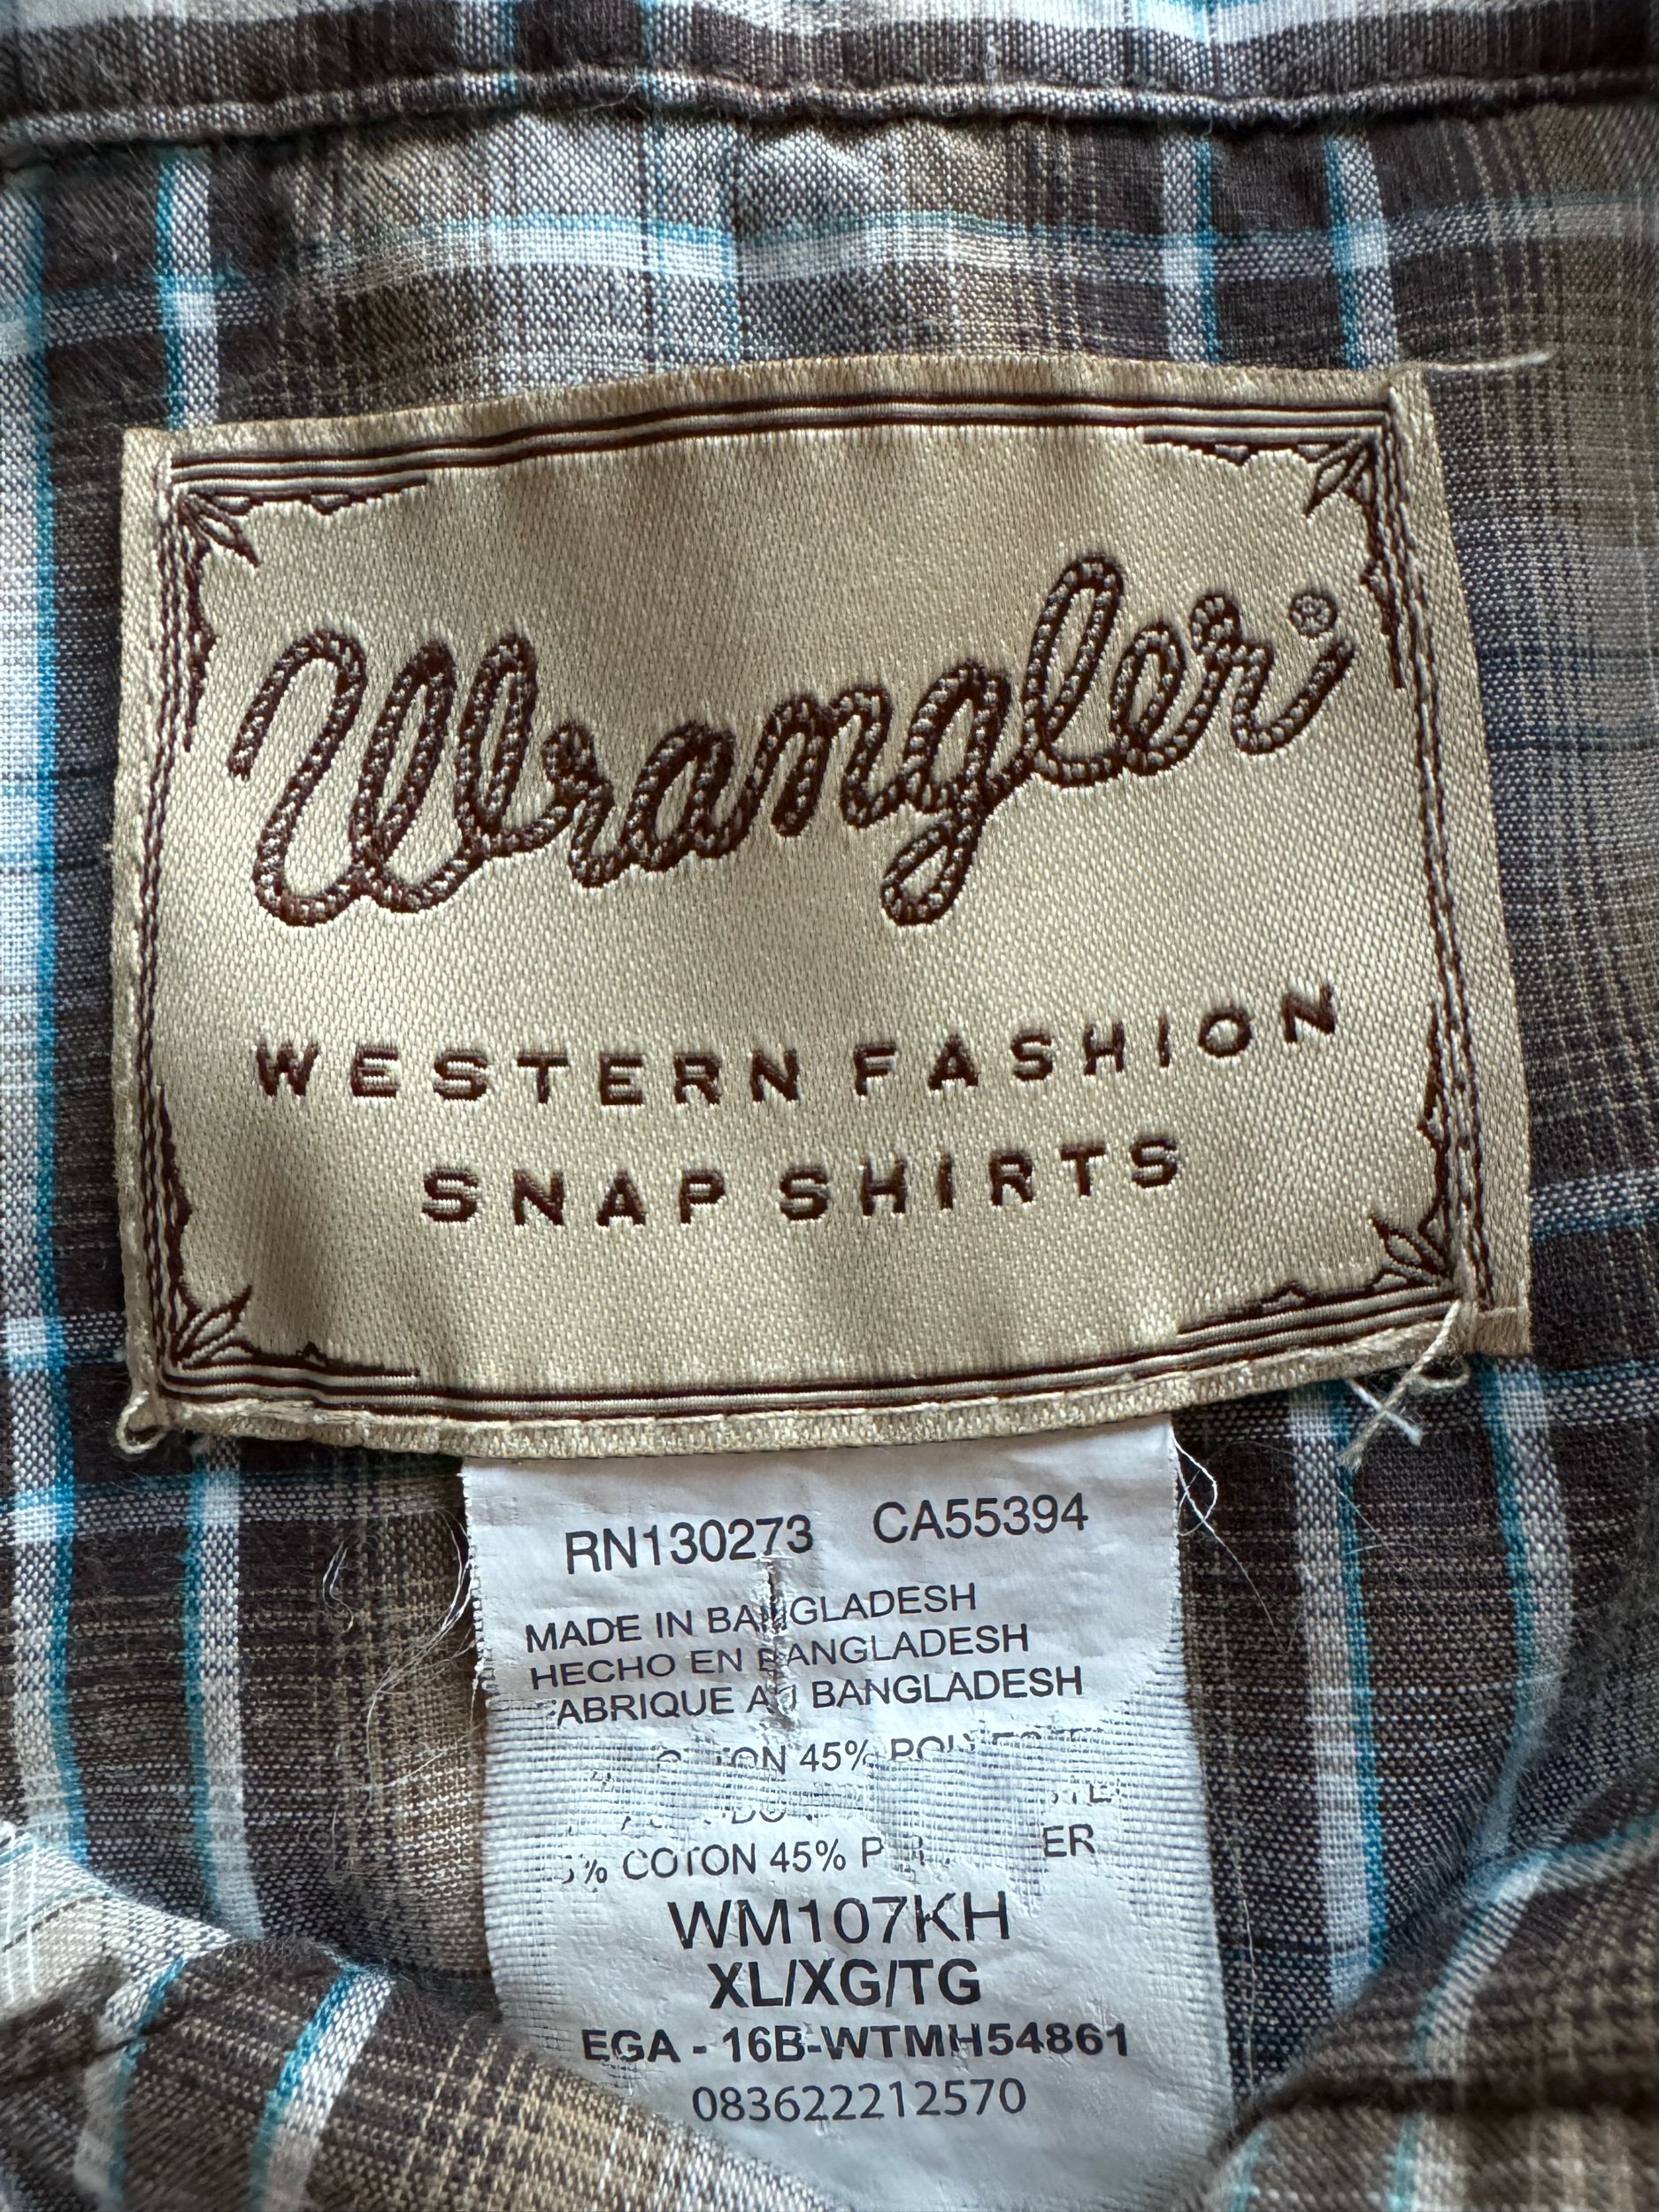 Wrangler®
WESTERN FASHION
SNAP SHIRTS
RN130273 CA55394
MADE IN BANGLADESH
HECHO EN BANGLADESH
FABRIQUE AU BANGLADESH
45%
COTON 45%
WM107KH
XL/XG/TG
EGA - 16B-WTMH54861
083622212570